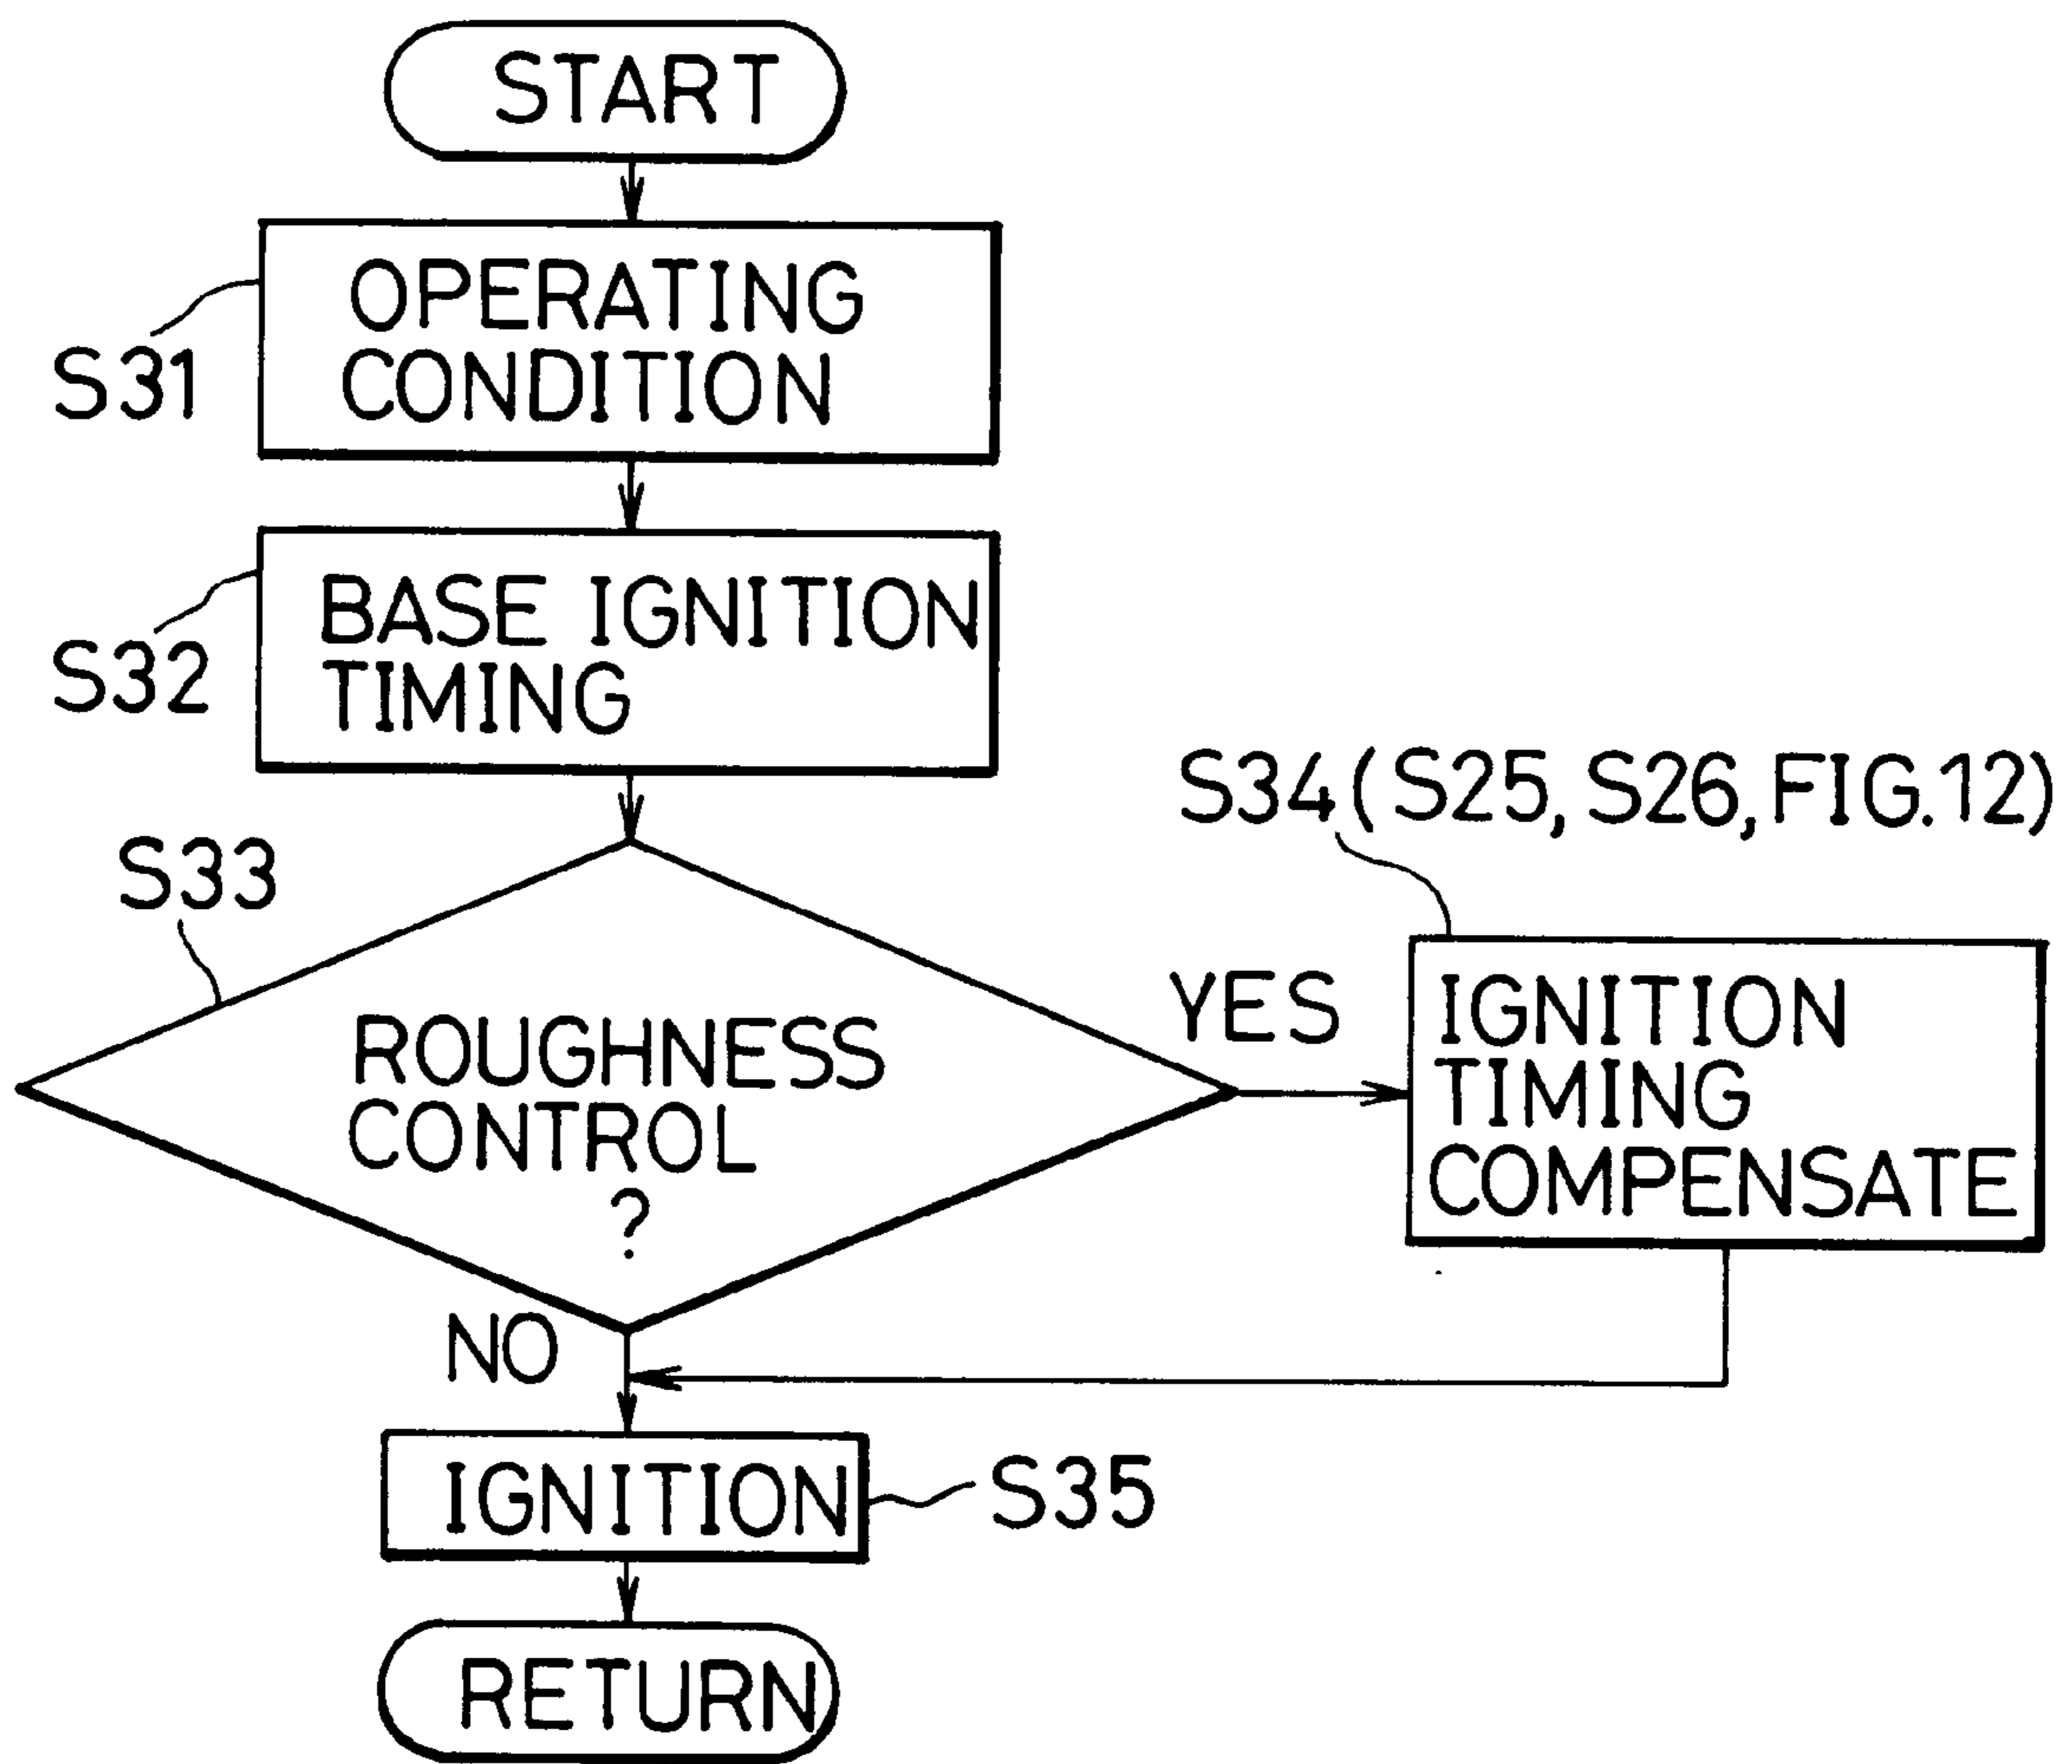 START
OPERATING
CONDITION
S31
BASE IGNITION
TIMING
S32
S34(S25,S26,FIG.12)
S33
ROUGHNESS
CONTROL
?
YES
IGNITION
TIMING
COMPENSATE
NO
IGNITION
S35
RETURN